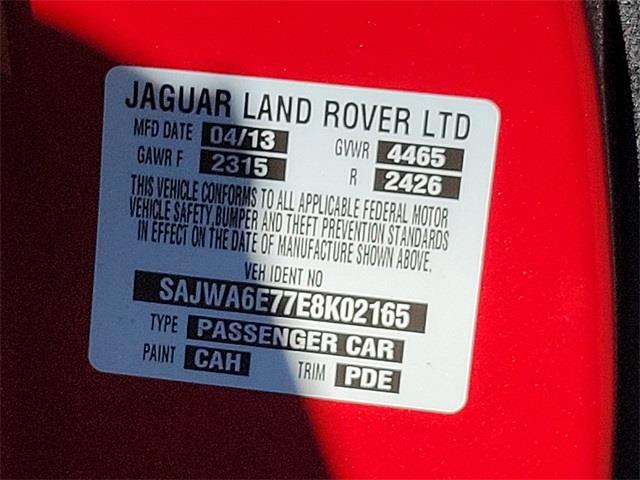 JAGUAR LAND ROVER LTD
MFD DATE 04/13 GVWR 4465
GAWR F 2315 R 2426
THIS VEHICLE CONFORMS TO ALL APPLICABLE FEDERAL MOTOR
VEHICLE SAFETY, BUMPER AND THEFT PREVENTION STANDARDS
IN EFFECT ON THE DATE OF MANUFACTURE SHOWN ABOVE.
VEH IDENT NO
SAJWA6E77E8K02165
TYPE PASSENGER CAR
PAINT CAH TRIM PDE